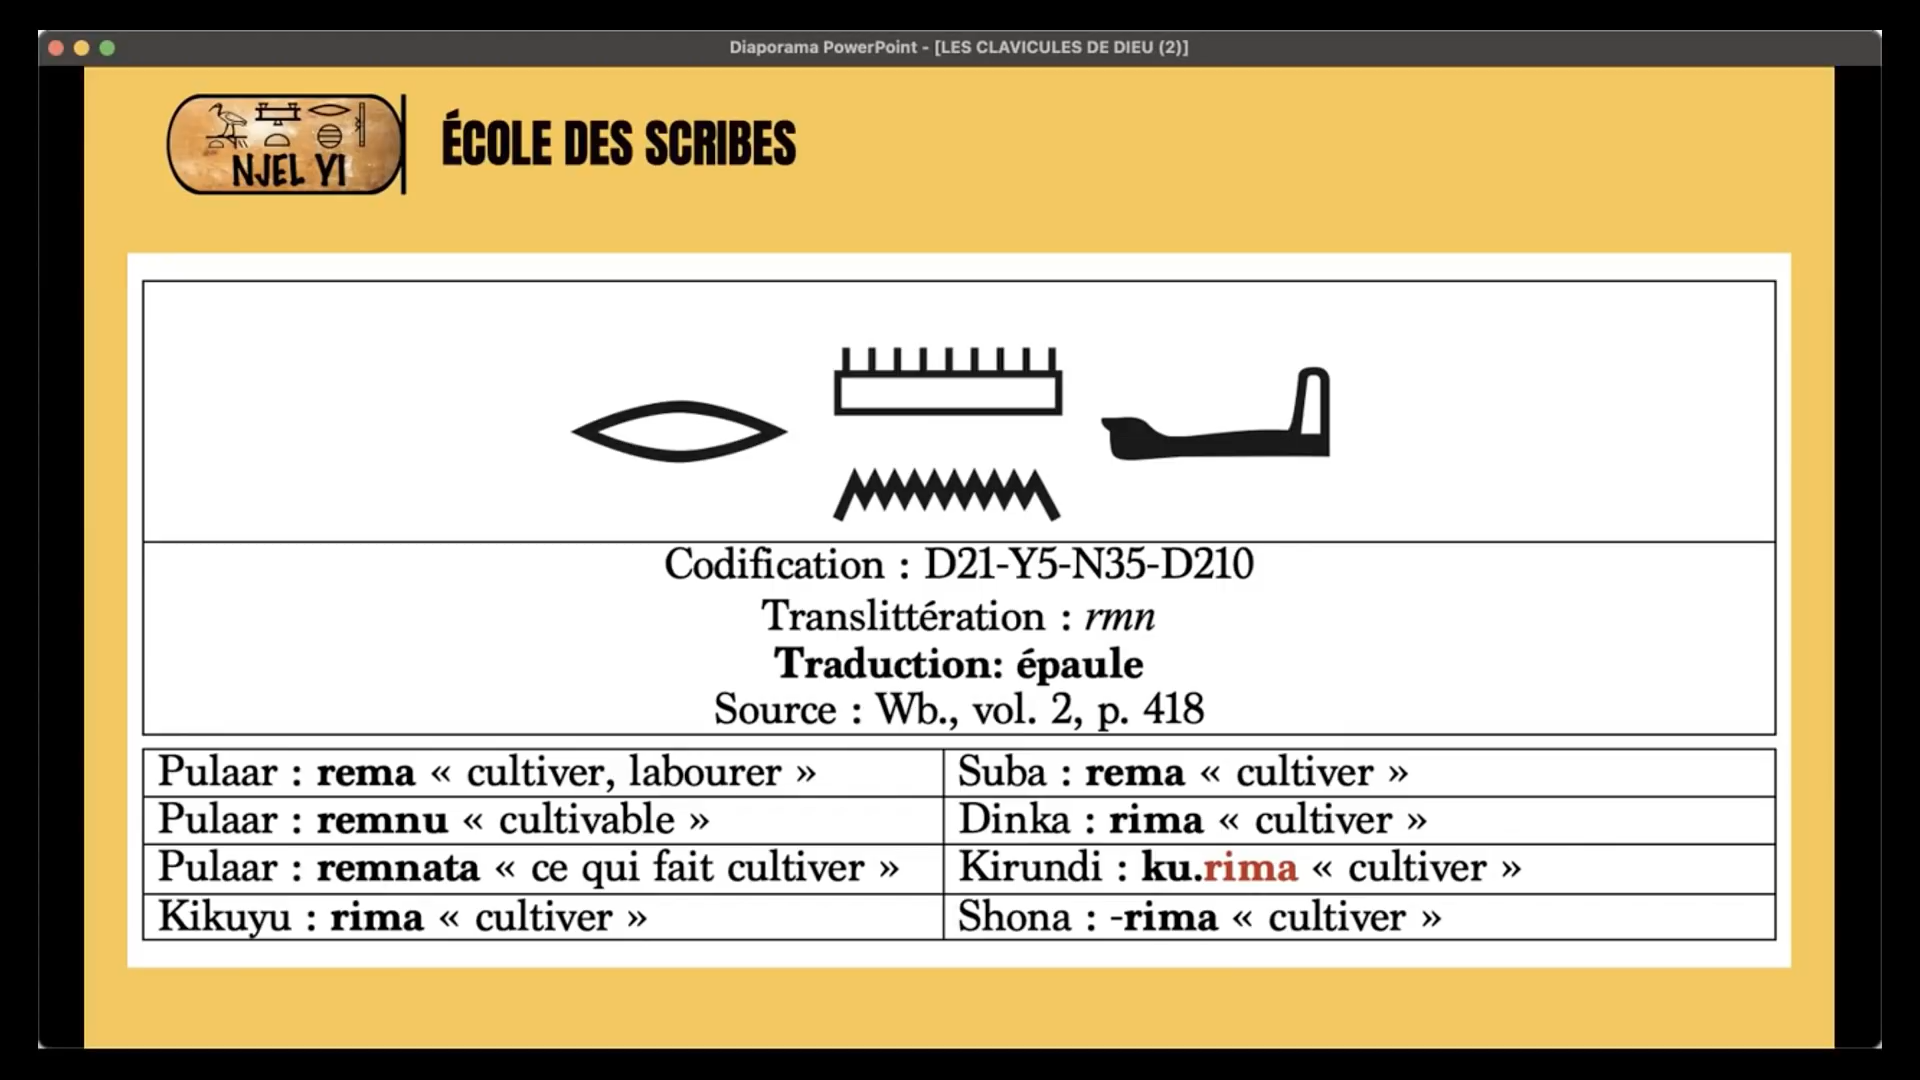 Diaporama PowerPoint - [LES CLAVICULES DE DIEU (2)]
NJEL YI
ÉCOLE DES SCRIBES
Codification : D21-Y5-N35-D210
Translittération : rmn
Traduction: épaule
Source : Wb., vol. 2, p. 418
Pulaar : rema « cultiver, labourer »
Suba : rema « cultiver »
Pulaar : remnu « cultivable »
Dinka : rima « cultiver »
Pulaar : remnata « ce qui fait cultiver »
Kirundi : ku.rima « cultiver »
Kikuyu : rima « cultiver »
Shona : -rima « cultiver »